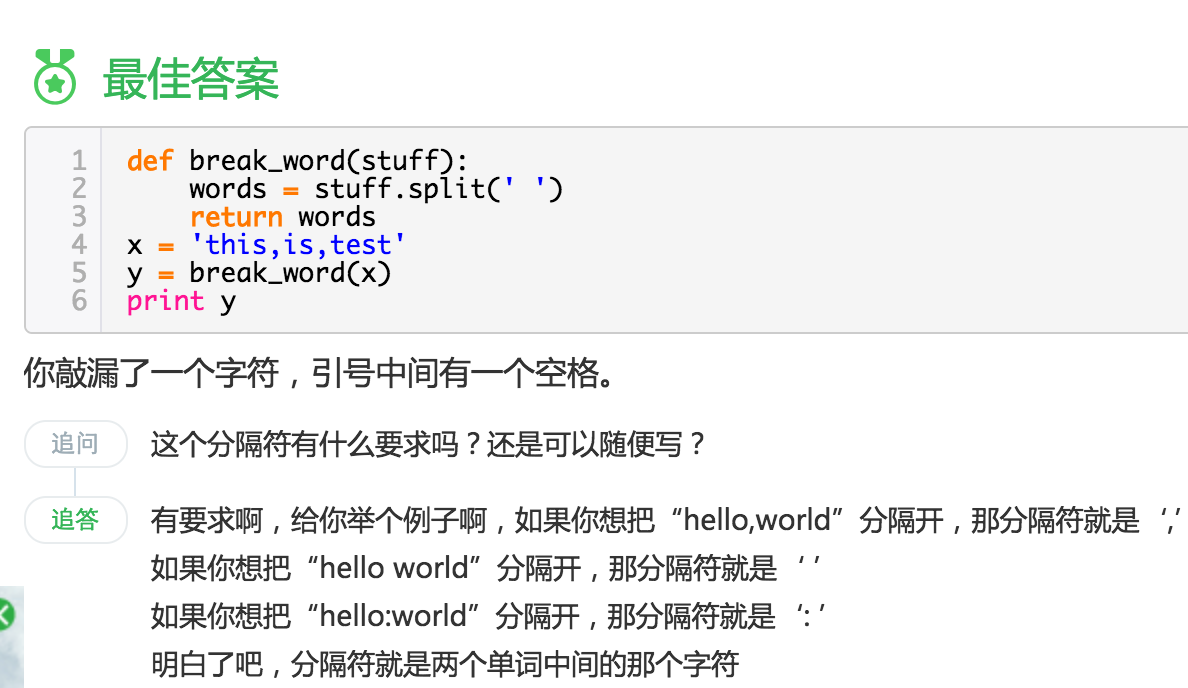 最佳答案
1 def break_word(stuff):
2     words = stuff.split(' ')
3     return words
4 x = 'this,is,test'
5 y = break_word(x)
6 print y
你敲漏了一个字符，引号中间有一个空格。
追问 这个分隔符有什么要求吗？还是可以随便写？
追答 有要求啊，给你举个例子啊，如果你想把“hello,world”分隔开，那分隔符就是‘,’
如果你想把“hello world”分隔开，那分隔符就是‘ ’
如果你想把“hello:world”分隔开，那分隔符就是‘: ’
明白了吧，分隔符就是两个单词中间的那个字符